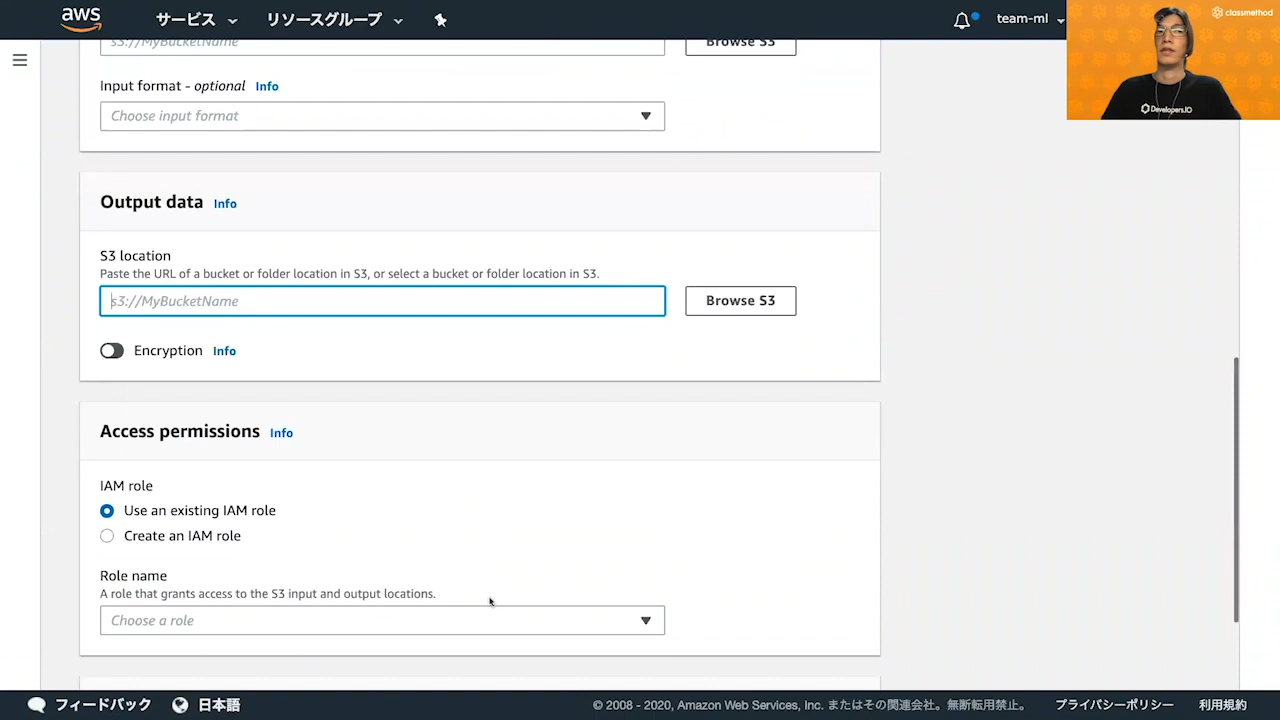 aws
サービス
リソースグループ
team-ml
classmethod
s3://MyBucketName
Browse S3
Input format - optional Info
Choose input format
Developers.IO
Output data Info
S3 location
Paste the URL of a bucket or folder location in S3, or select a bucket or folder location in S3.
s3://MyBucketName
Browse S3
Encryption Info
Access permissions Info
IAM role
Use an existing IAM role
Create an IAM role
Role name
A role that grants access to the S3 input and output locations.
Choose a role
フィードバック
日本語
© 2008 - 2020, Amazon Web Services, Inc. またはその関連会社。無断転用禁止。
プライバシーポリシー
利用規約